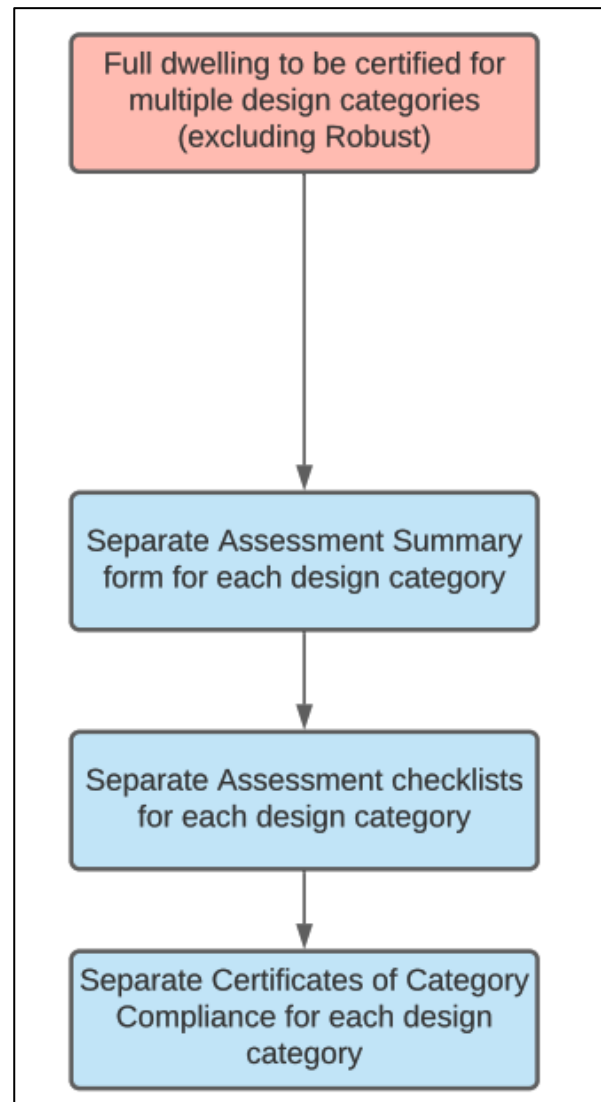 Full dwelling to be certified for
multiple design categories
(excluding Robust)
Separate Assessment Summary
form for each design category
Separate Assessment checklists
for each design category
Separate Certificates of Category
Compliance for each design
category